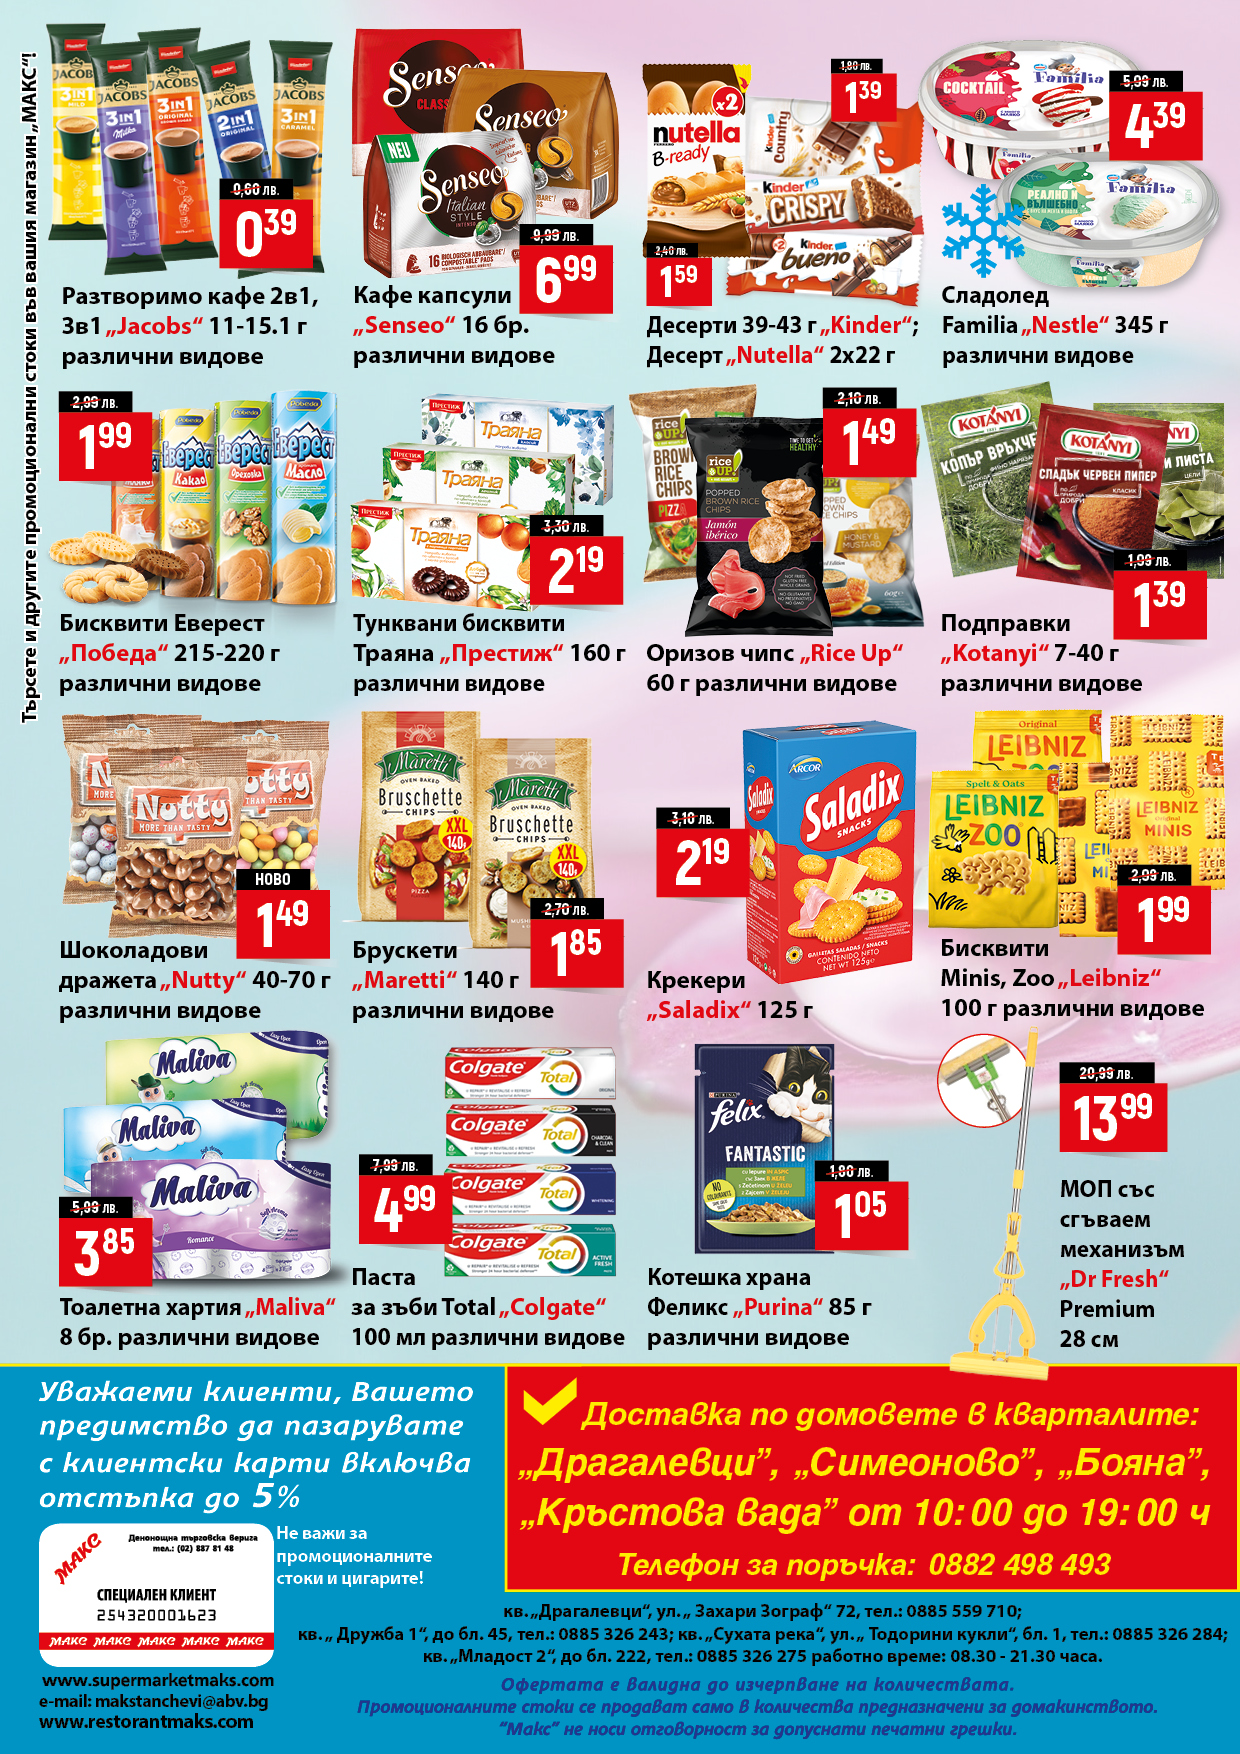 Търсете и другите промоционални стоки във вашия магазин „МАКС“!
0,60 лв.
0 39
Разтворимо кафе 2в1,
3в1 „Jacobs“ 11-15.1 г
различни видове
9,99 лв.
6 99
Кафе капсули
„Senseo“ 16 бр.
различни видове
1,80 лв.
1 39
2,40 лв.
1 59
Десерти 39-43 г „Kinder“;
Десерт „Nutella“ 2х22 г
5,99 лв.
4 39
Сладолед
Familia „Nestle“ 345 г
различни видове
2,99 лв.
1 99
Бисквити Еверест
„Победа“ 215-220 г
различни видове
3,30 лв.
2 19
Тунквани бисквити
Траяна „Престиж“ 160 г
различни видове
2,10 лв.
1 49
Оризов чипс „Rice Up“
60 г различни видове
1,99 лв.
1 39
Подправки
„Kotanyi“ 7-40 г
различни видове
НОВО
1 49
Шоколадови
дражета „Nutty“ 40-70 г
различни видове
2,70 лв.
1 85
Брускети
„Maretti“ 140 г
различни видове
3,10 лв.
2 19
Крекери
„Saladix“ 125 г
2,99 лв.
1 99
Бисквити
Minis, Zoo „Leibniz“
100 г различни видове
5,99 лв.
3 85
Тоалетна хартия „Maliva“
8 бр. различни видове
7,99 лв.
4 99
Паста
за зъби Total „Colgate“
100 мл различни видове
1,80 лв.
1 05
Котешка храна
Феликс „Purina“ 85 г
различни видове
20,99 лв.
13 99
МОП със
сгъваем
механизъм
„Dr Fresh“
Premium
28 см
Уважаеми клиенти, Вашето
предимство да пазарувате
с клиентски карти включва
отстъпка до 5%
Не важи за
промоционалните
стоки и цигарите!
МАКС
Денонощна търговска верига
тел.: (02) 887 81 48
СПЕЦИАЛЕН КЛИЕНТ
254320001623
МАКС МАКС МАКС МАКС МАКС
www.supermarketmaks.com
e-mail: makstanchevi@abv.bg
www.restorantmaks.com
Доставка по домовете в кварталите:
„Драгалевци”, „Симеоново”, „Бояна”,
„Кръстова вада” от 10:00 до 19:00 ч
Телефон за поръчка: 0882 498 493
кв. „Драгалевци“, ул. „ Захари Зограф“ 72, тел.: 0885 559 710;
кв. „ Дружба 1“, до бл. 45, тел.: 0885 326 243; кв. „Сухата река“, ул. „ Тодорини кукли“, бл. 1, тел.: 0885 326 284;
кв. „Младост 2“, до бл. 222, тел.: 0885 326 275 работно време: 08.30 - 21.30 часа.
Офертата е валидна до изчерпване на количествата.
Промоционалните стоки се продават само в количества предназначени за домакинството.
“Макс” не носи отговорност за допуснати печатни грешки.